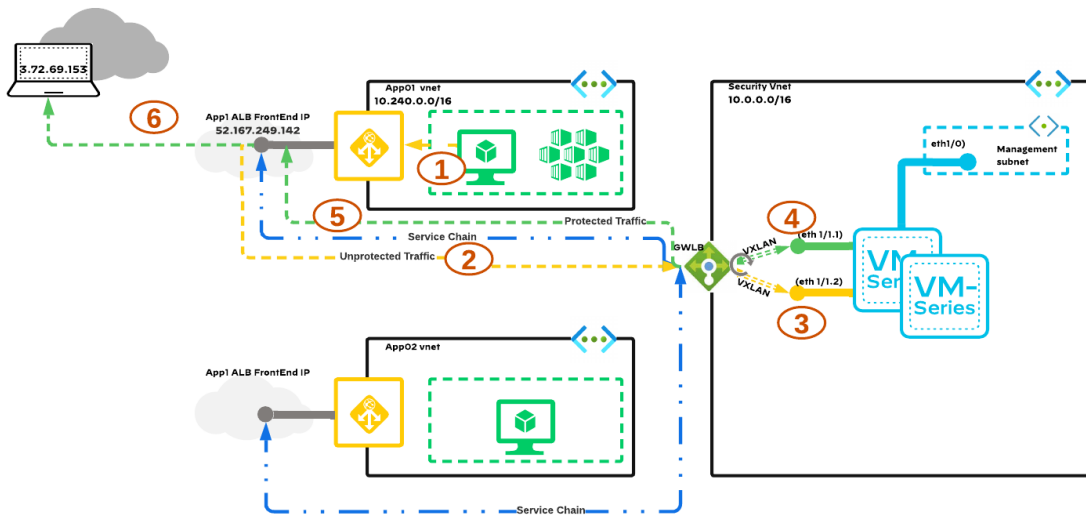 3.72.69.153
6
App1 ALB FrontEnd IP
52.167.249.142
App01 vnet
10.240.0.0/16
1
5
Protected Traffic
Service Chain
Unprotected Traffic
2
Security Vnet
10.0.0.0/16
eth1/0)
Management
subnet
GWLB
VXLAN
4
(eth 1/1.1)
VXLAN
(eth 1/1.2)
3
VM
Ser
VM-
Series
App02 vnet
App1 ALB FrontEnd IP
Service Chain